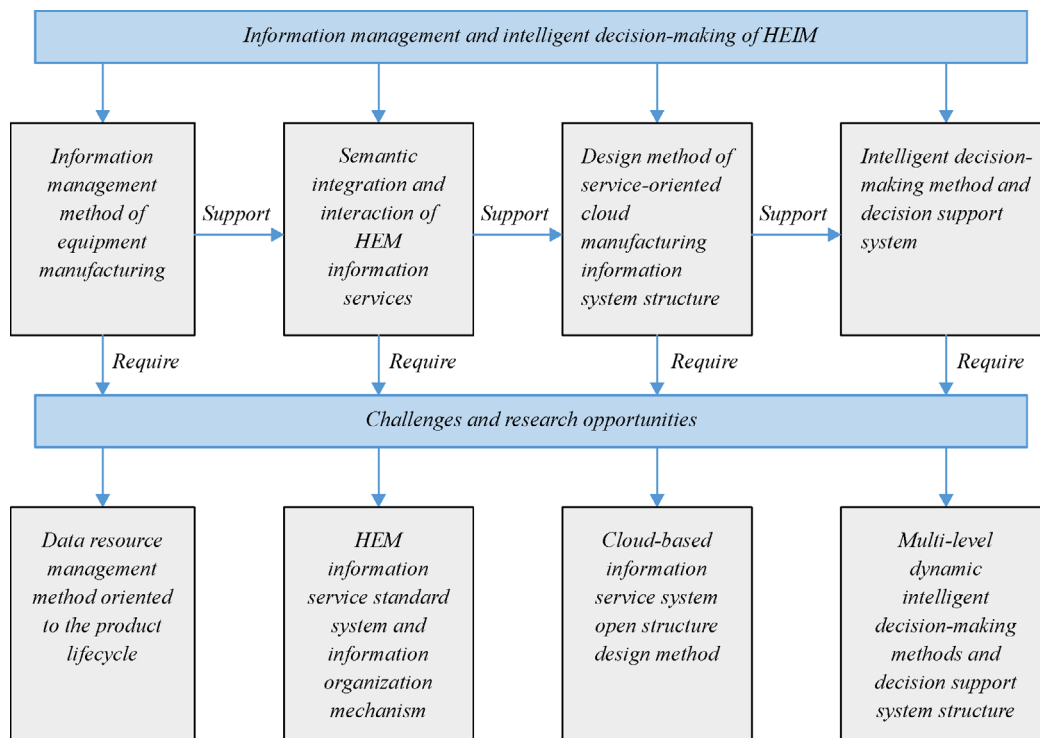 Information management and intelligent decision-making of HEIM
Information
management
method of
equipment
manufacturing
Support
Semantic
integration and
interaction of
HEM
information
services
Support
Design method of
service-oriented
cloud
manufacturing
information
system structure
Support
Intelligent decision-
making method and
decision support
system
Require
Require
Require
Require
Challenges and research opportunities
Data resource
management
method oriented
to the product
lifecycle
HEM
information
service standard
system and
information
organization
mechanism
Cloud-based
information
service system
open structure
design method
Multi-level
dynamic
intelligent
decision-making
methods and
decision support
system structure